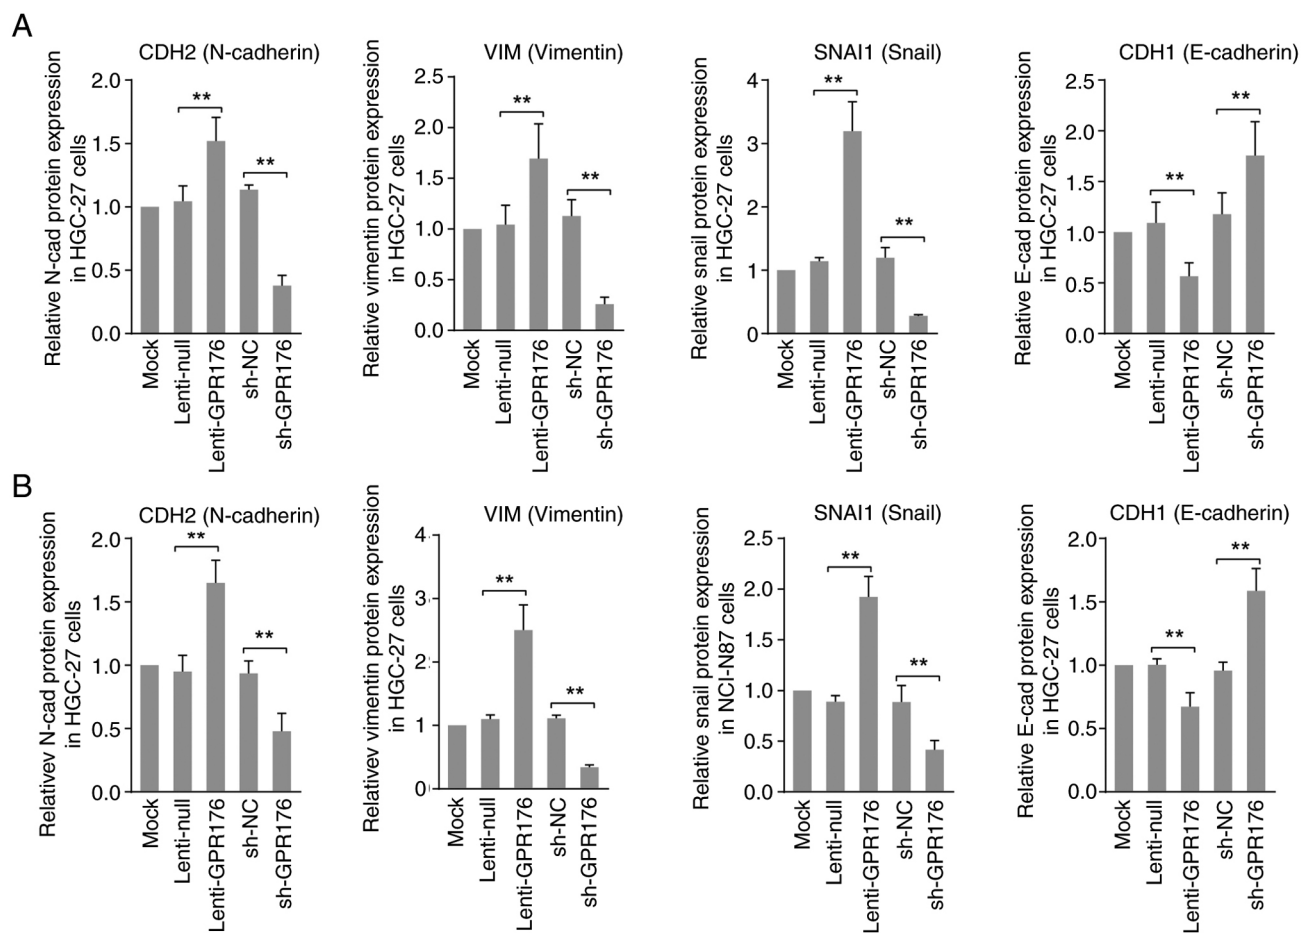 A
CDH2 (N-cadherin)
Relative N-cad protein expression
in HGC-27 cells
2.0
1.5
1.0
0.5
0.0
**
**
Mock
Lenti-null
Lenti-GPR176
sh-NC
sh-GPR176
VIM (Vimentin)
Relative vimentin protein expression
in HGC-27 cells
2.5
2.0
1.5
1.0
0.5
0.0
**
**
Mock
Lenti-null
Lenti-GPR176
sh-NC
sh-GPR176
SNAI1 (Snail)
Relative snail protein expression
in HGC-27 cells
4
3
2
1
0
**
**
Mock
Lenti-null
Lenti-GPR176
sh-NC
sh-GPR176
CDH1 (E-cadherin)
Relative E-cad protein expression
in HGC-27 cells
2.5
2.0
1.5
1.0
0.5
0.0
**
**
Mock
Lenti-null
Lenti-GPR176
sh-NC
sh-GPR176
B
CDH2 (N-cadherin)
Relativev N-cad protein expression
in HGC-27 cells
2.0
1.5
1.0
0.5
0.0
**
**
Mock
Lenti-null
Lenti-GPR176
sh-NC
sh-GPR176
VIM (Vimentin)
Relativev vimentin protein expression
in HGC-27 cells
4
3
2
1
0
**
**
Mock
Lenti-null
Lenti-GPR176
sh-NC
sh-GPR176
SNAI1 (Snail)
Relative snail protein expression
in NCI-N87 cells
2.5
2.0
1.5
1.0
0.5
0.0
**
**
Mock
Lenti-null
Lenti-GPR176
sh-NC
sh-GPR176
CDH1 (E-cadherin)
Relative E-cad protein expression
in HGC-27 cells
2.0
1.5
1.0
0.5
0.0
**
**
Mock
Lenti-null
Lenti-GPR176
sh-NC
sh-GPR176